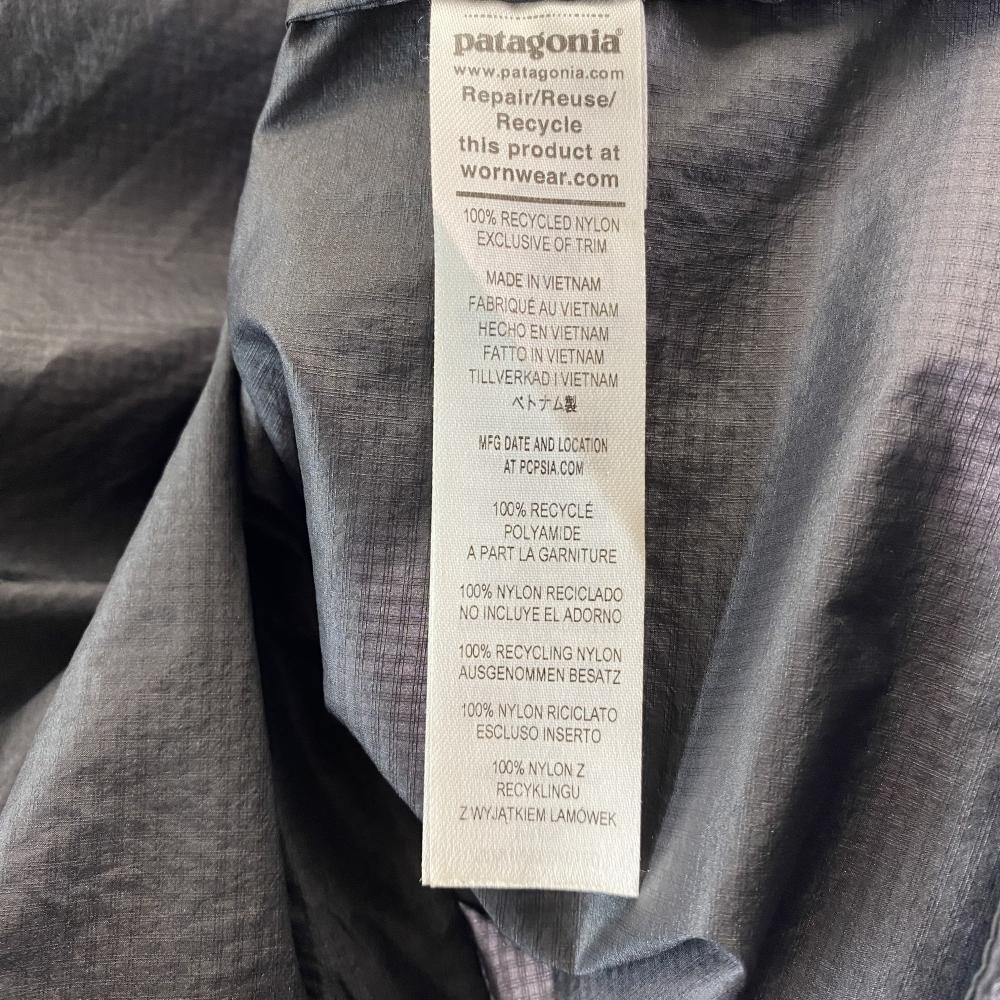 patagonia®
www.patagonia.com
Repair/Reuse/
Recycle
this product at
wornwear.com
100% RECYCLED NYLON
EXCLUSIVE OF TRIM
MADE IN VIETNAM
FABRIQUÉ AU VIETNAM
HECHO EN VIETNAM
FATTO IN VIETNAM
TILLVERKAD I VIETNAM
ベトナム製
MFG DATE AND LOCATION
AT PCPSIA.COM
100% RECYCLÉ
POLYAMIDE
A PART LA GARNITURE
100% NYLON RECICLADO
NO INCLUYE EL ADORNO
100% RECYCLING NYLON
AUSGENOMMEN BESATZ
100% NYLON RICICLATO
ESCLUSO INSERTO
100% NYLON Z
RECYKLINGU
Z WYJĄTKIEM LAMÓWEK